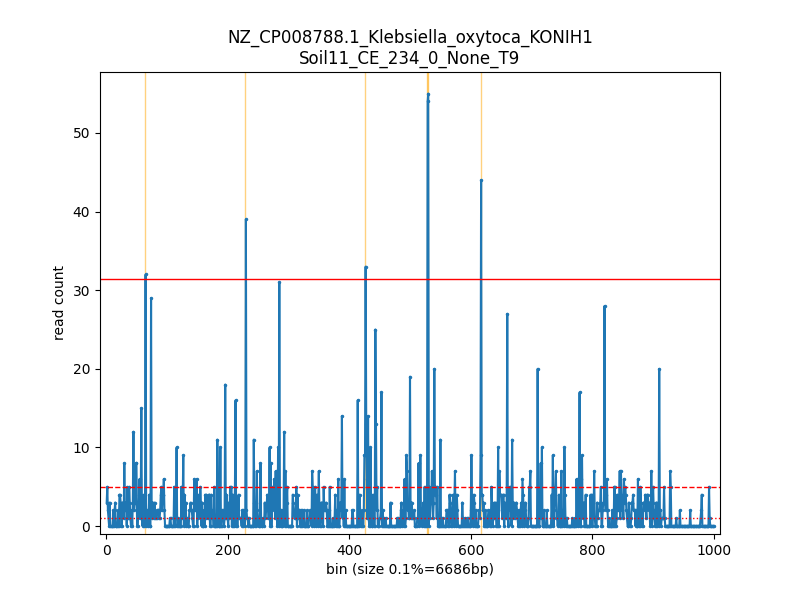 NZ_CP008788.1_Klebsiella_oxytoca_KONIH1
Soil11_CE_234_0_None_T9
50
40
30
20
10
0
read count
0 200 400 600 800 1000
bin (size 0.1%=6686bp)